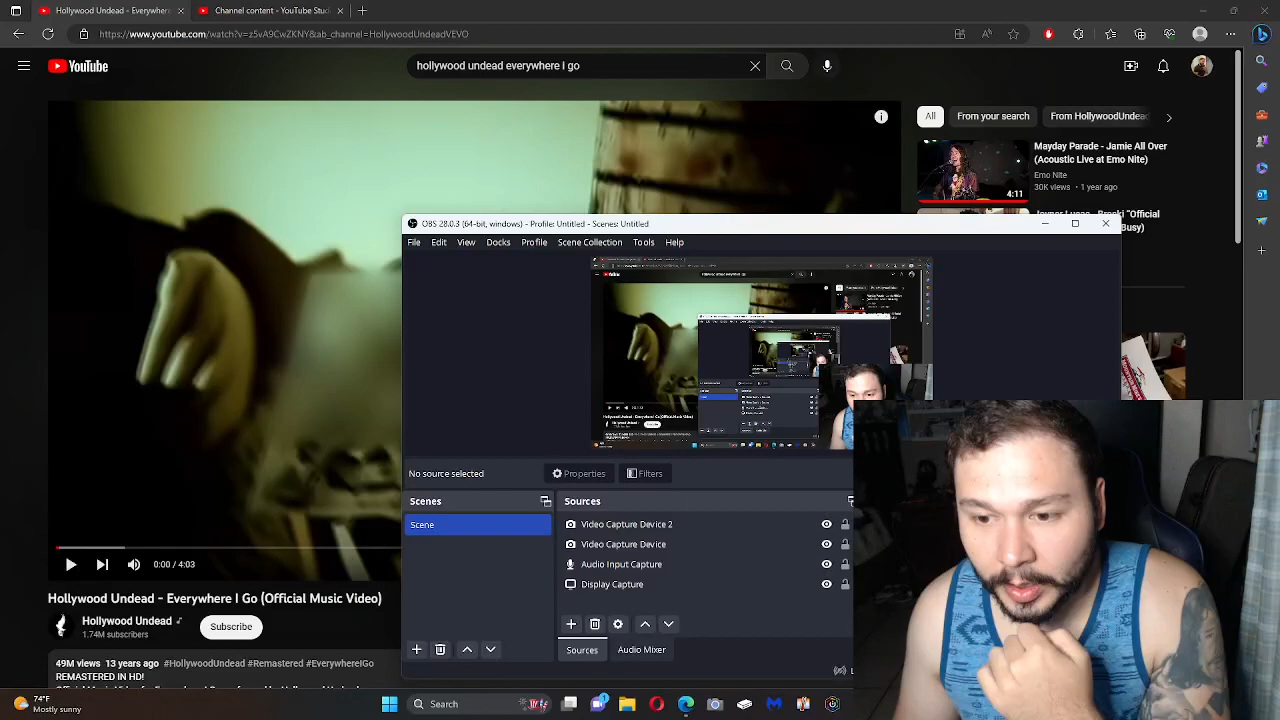 Hollywood Undead - Everywhere
Channel content - YouTube Stud
https://www.youtube.com/watch?v=z5vA9CwZKNY&ab_channel=HollywoodUndeadVEVO
YouTube
hollywood undead everywhere I go
All
From your search
From HollywoodUndead
Mayday Parade - Jamie All Over
(Acoustic Live at Emo Nite)
Emo Nite
30K views • 1 year ago
4:11
OBS 28.0.3 (64-bit, windows) - Profile: Untitled - Scenes: Untitled
"Official
Busy]
File Edit View Docks Profile Scene Collection Tools Help
No source selected
Properties
Filters
Scenes
Sources
Scene
Video Capture Device 2
Video Capture Device
Audio Input Capture
Display Capture
Sources
Audio Mixer
0:00 / 4:03
Hollywood Undead - Everywhere I Go (Official Music Video)
Hollywood Undead
1.74M subscribers
Subscribe
49M views 13 years ago #HollywoodUndead #Remastered #EverywhereIGo
REMASTERED IN HD!
74°F
Mostly sunny
Search